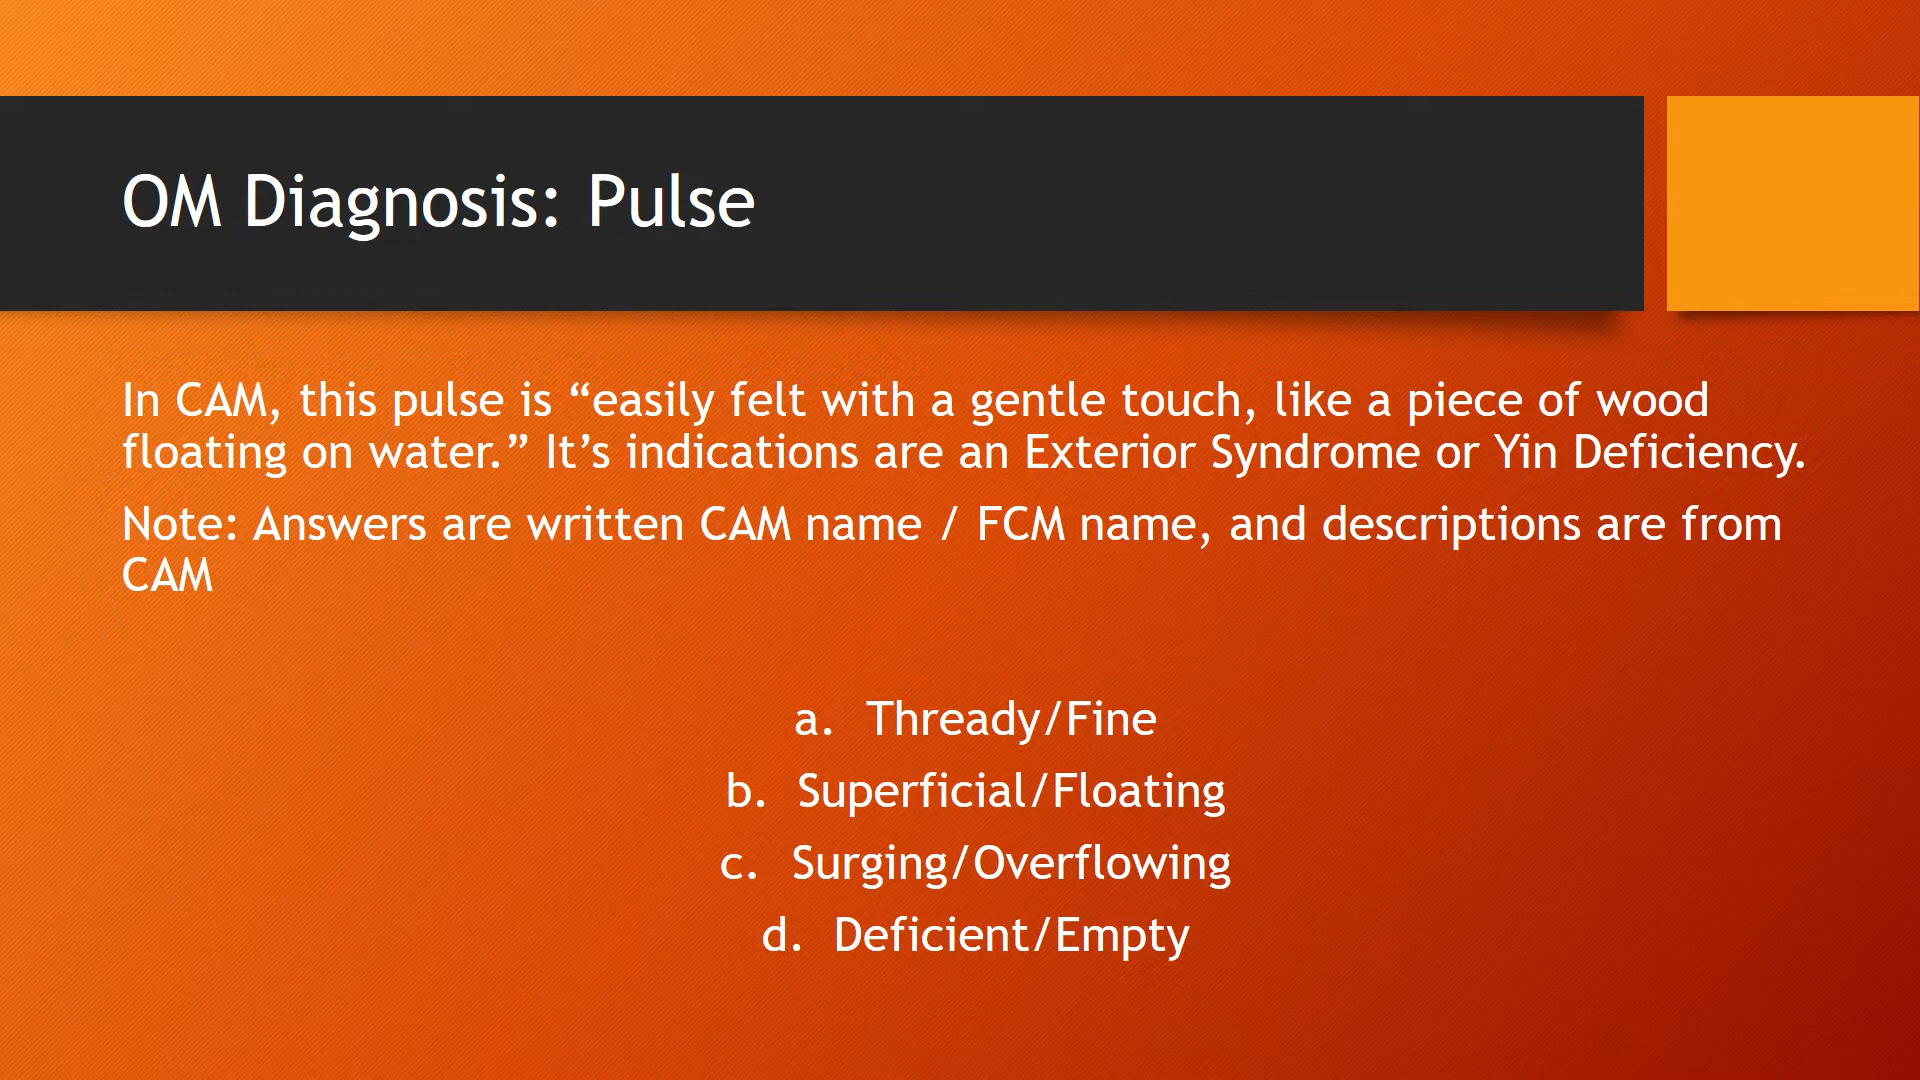 OM Diagnosis: Pulse
In CAM, this pulse is “easily felt with a gentle touch, like a piece of wood
floating on water.” It’s indications are an Exterior Syndrome or Yin Deficiency.
Note: Answers are written CAM name / FCM name, and descriptions are from
CAM
a. Thready/Fine
b. Superficial/Floating
c. Surging/Overflowing
d. Deficient/Empty